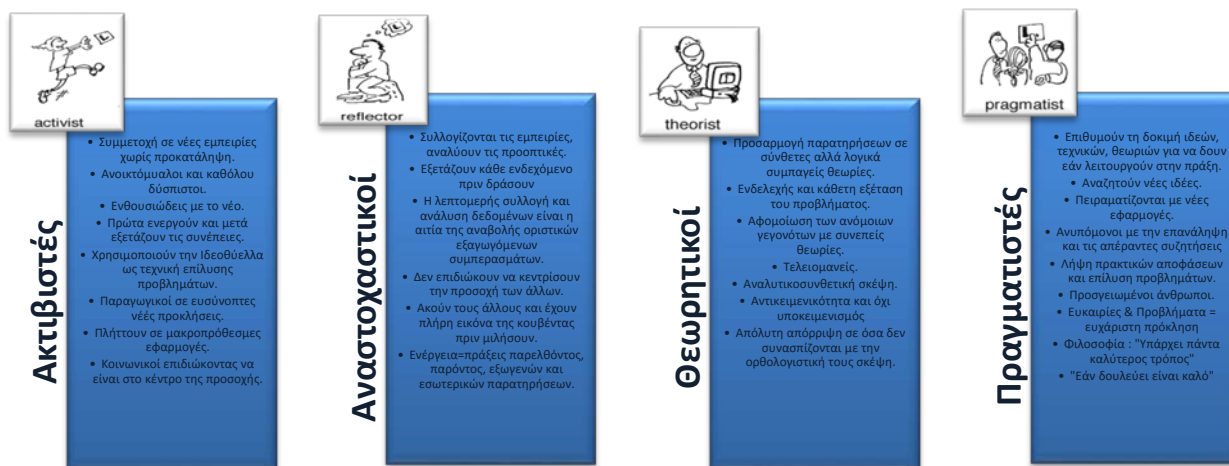 activist
Ακτιβιστές
• Συμμετοχή σε νέες εμπειρίες
χωρίς προκατάληψη.
• Ανοικτόμυαλοι και καθόλου
δύσπιστοι.
• Ενθουσιώδεις με το νέο.
• Πρώτα ενεργούν και μετά
εξετάζουν τις συνέπειες.
• Χρησιμοποιούν την Ιδεοθύελλα
ως τεχνική επίλυσης
προβλημάτων.
• Παραγωγικοί σε ευσύνοπτες
νέές προκλήσεις.
• Πλήττουν σε μακροπρόθεσμες
εφαρμογές.
• Κοινωνικοί επιδιώκοντας να
είναι στο κέντρο της προσοχής.
reflector
Αναστοχαστικοί
• Συλλογίζονται τις εμπειρίες,
αναλύουν τις προοπτικές.
• Εξετάζουν κάθε ενδεχόμενο
πριν δράσουν
• Η λεπτομερής συλλογή και
ανάλυση δεδομένων είναι η
αιτία της αναβολής οριστικών
εξαγωγόμενων
συμπερασμάτων.
• Δεν επιδιώκουν να κεντρίσουν
την προσοχή των άλλων.
• Ακούν τους άλλους και έχουν
πλήρη εικόνα της κουβέντας
πριν μιλήσουν.
• Ενέργεια=πράξεις παρελθόντος,
παρόντος, εξωγενών και
εσωτερικών παρατηρήσεων.
theorist
Θεωρητικοί
• Προσαρμογή παρατηρήσεων σε
σύνθετες αλλά λογικά
συμπαγείς θεωρίες.
• Ενδελεχής και κάθετη εξέταση
του προβλήματος.
• Αφομοίωση των ανόμοιων
γεγονότων με συνεπείς
θεωρίες.
• Τελειομανείς.
• Αναλυτικοσυνθετική σκέψη.
• Αντικειμενικότητα και όχι
υποκειμενισμός
• Απόλυτη απόρριψη σε όσα δεν
συνασπίζονται με την
ορθολογιστική τους σκέψη.
pragmatist
Πραγματιστές
• Επιθυμούν τη δοκιμή ιδεών,
τεχνικών, θεωριών για να δουν
εάν λειτουργούν στην πράξη.
• Αναζητούν νέες ιδέες.
• Πειραματίζονται με νέες
εφαρμογές.
• Ανυπόμονοι με την επανάληψη
και τις απέραντες συζητήσεις
• Λήψη πρακτικών αποφάσεων
και επίλυση προβλημάτων.
• Προσγειωμένοι άνθρωποι.
• Ευκαιρίες & Προβλήματα =
ευχάριστη πρόκληση
• Φιλοσοφία : "Υπάρχει πάντα
καλύτερος τρόπος"
• "Εάν δουλεύει είναι καλό"